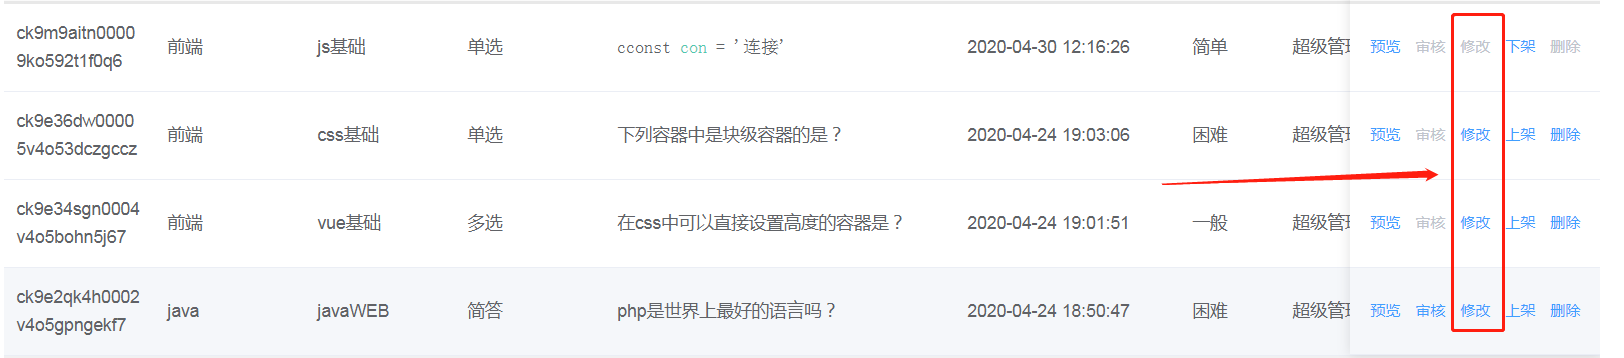 ck9m9aitn0000
9ko592t1f0q6
前端
js基础
单选
cconst con = '连接'
2020-04-30 12:16:26
简单
超级管理
预览 审核 修改 下架 删除
ck9e36dw0000
5v4o53dczgccz
前端
css基础
单选
下列容器中是块级容器的是？
2020-04-24 19:03:06
困难
超级管理
预览 审核 修改 上架 删除
ck9e34sgn0004
v4o5bohn5j67
前端
vue基础
多选
在css中可以直接设置高度的容器是？
2020-04-24 19:01:51
一般
超级管理
预览 审核 修改 上架 删除
ck9e2qk4h0002
v4o5gpngekf7
java
javaWEB
简答
php是世界上最好的语言吗？
2020-04-24 18:50:47
困难
超级管理
预览 审核 修改 上架 删除